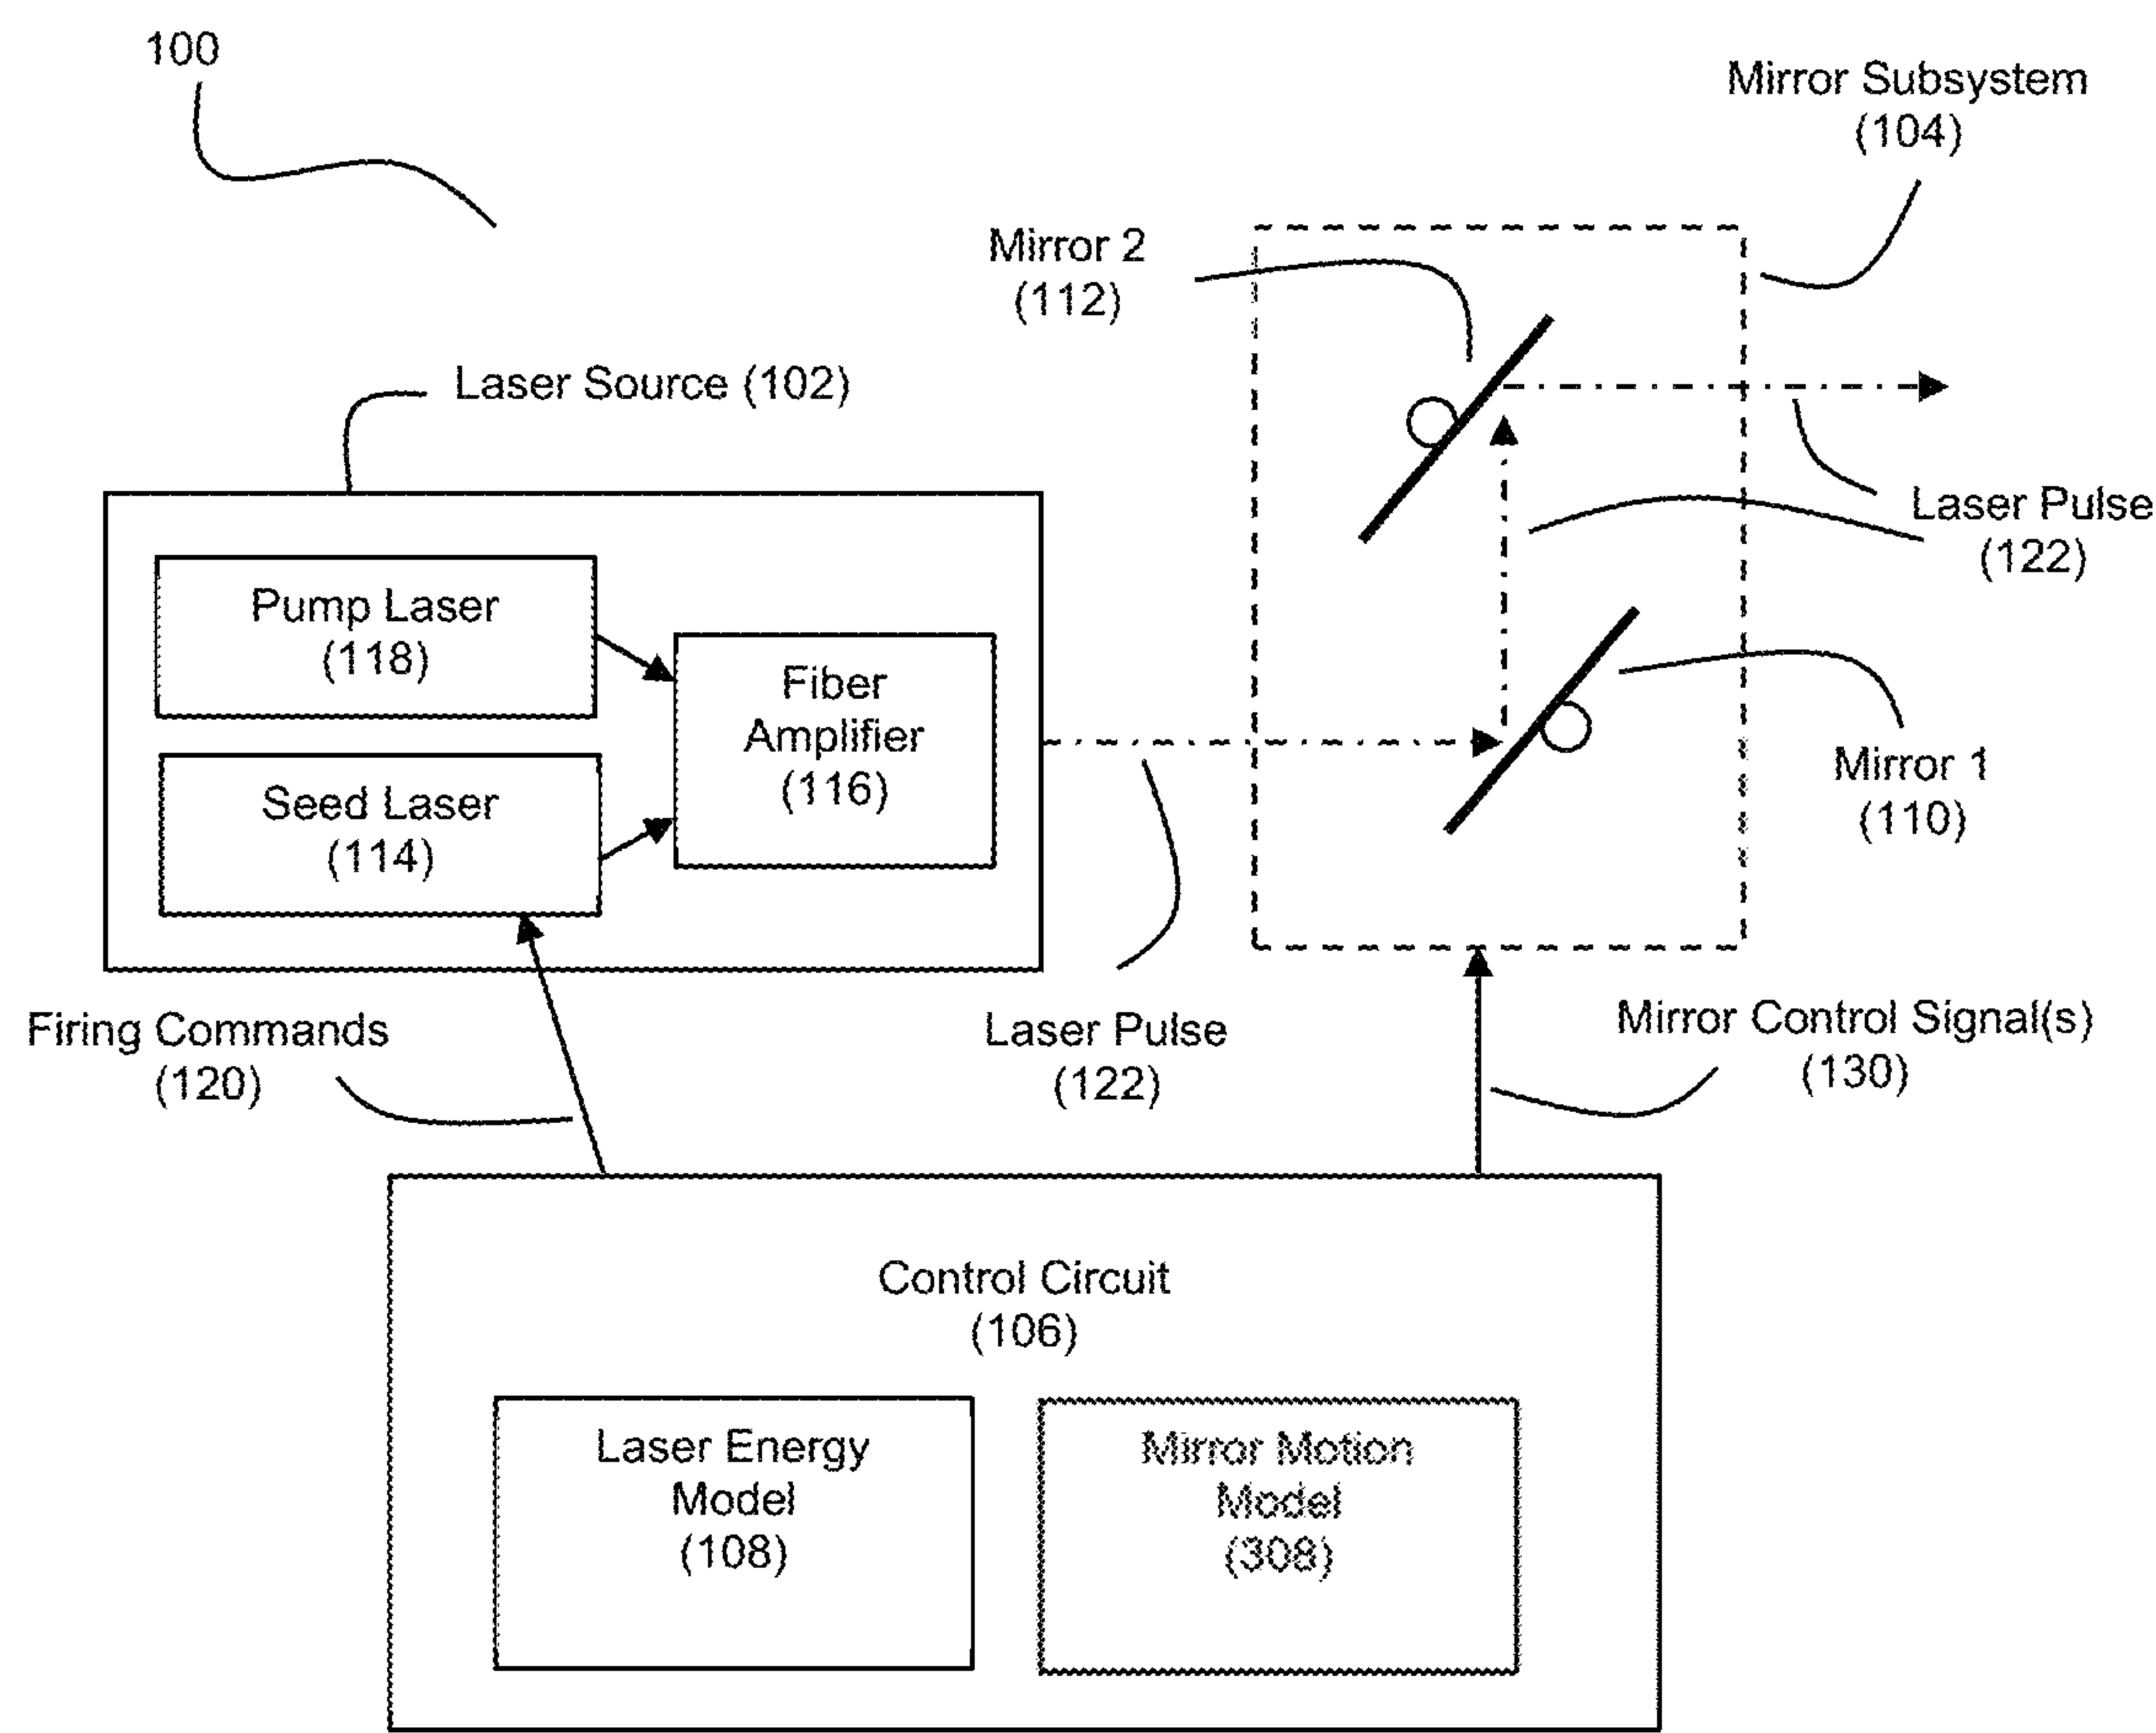 100
Mirror Subsystem
(104)
Mirror 2
(112)
Laser Source (102)
Laser Pulse
(122)
Pump Laser
(118)
Fiber
Amplifier
(116)
Seed Laser
(114)
Mirror 1
(110)
Firing Commands
(120)
Laser Pulse
(122)
Mirror Control Signal(s)
(130)
Control Circuit
(106)
Laser Energy
Model
(108)
Mirror Motion
Model
(308)